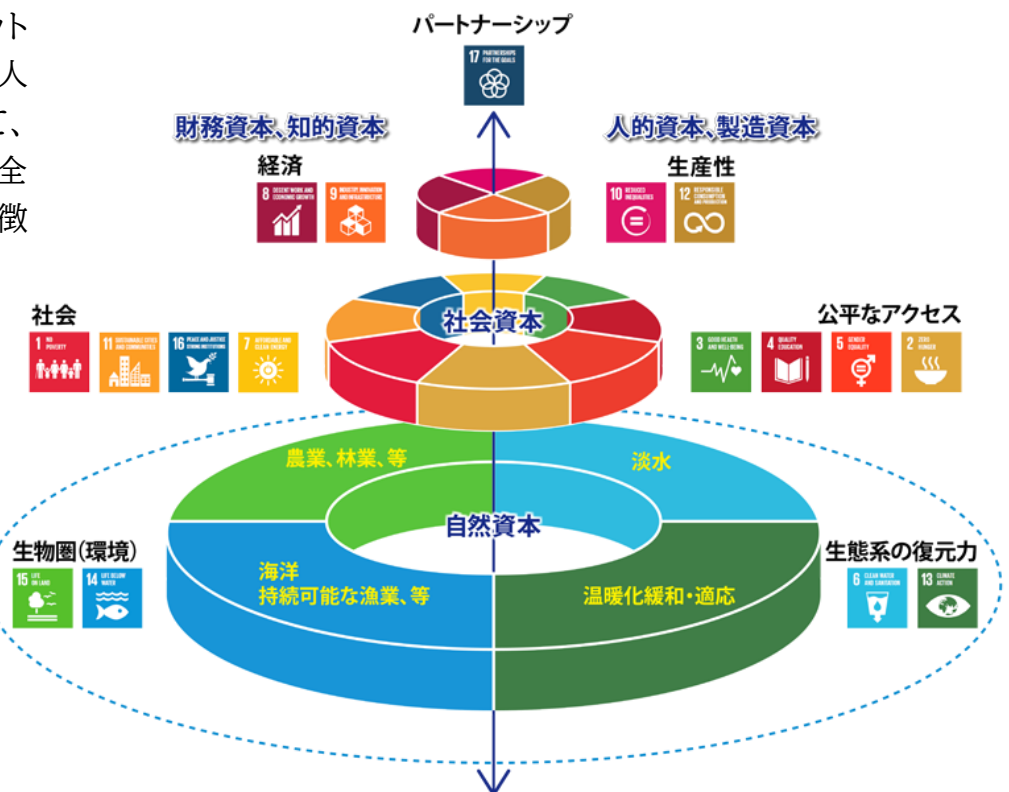 ット
人
て、
全
徴
パートナーシップ
17 PARTNERSHIPS
FOR THE GOALS
財務資本、知的資本
人的資本、製造資本
経済
生産性
8 DECENT WORK AND
ECONOMIC GROWTH
9 INDUSTRY, INNOVATION
AND INFRASTRUCTURE
10 REDUCED
INEQUALITIES
12 RESPONSIBLE
CONSUMPTION
AND PRODUCTION
社会
社会資本
公平なアクセス
1 NO
POVERTY
11 SUSTAINABLE CITIES
AND COMMUNITIES
16 PEACE AND JUSTICE
STRONG INSTITUTIONS
7 AFFORDABLE AND
CLEAN ENERGY
3 GOOD HEALTH
AND WELL-BEING
4 QUALITY
EDUCATION
5 GENDER
EQUALITY
2 ZERO
HUNGER
農業、林業、等
淡水
自然資本
生物圏(環境)
生態系の復元力
15 LIFE
ON LAND
14 LIFE BELOW
WATER
海洋
持続可能な漁業、等
温暖化緩和・適応
6 CLEAN WATER
AND SANITATION
13 CLIMATE
ACTION